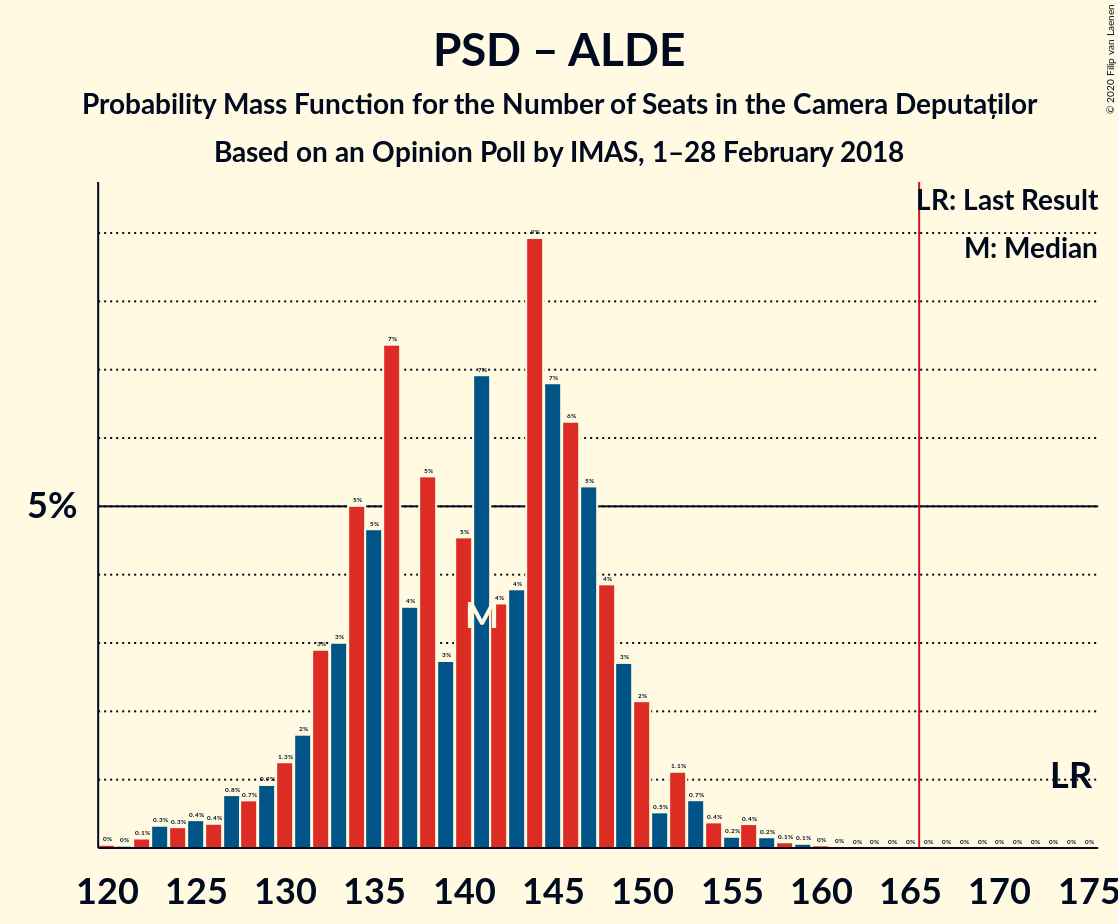 PSD – ALDE
Probability Mass Function for the Number of Seats in the Camera Deputaților
Based on an Opinion Poll by IMAS, 1–28 February 2018
© 2020 Filip van Laenen
LR: Last Result
M: Median
5%
0% 0% 0.1% 0.3% 0.3% 0.4% 0.4% 0.8% 0.7% 0.9% 1.3% 2% 3% 3% 5% 5% 7% 4% 5% 3% 5% 7% 4% 4% 9% 7% 6% 5% 4% 3% 2% 0.5% 1.1% 0.7% 0.4% 0.2% 0.4% 0.2% 0.1% 0.1% 0% 0% 0% 0% 0% 0% 0% 0% 0% 0% 0% 0% 0% 0% 0% 0%
M
LR
120 125 130 135 140 145 150 155 160 165 170 175